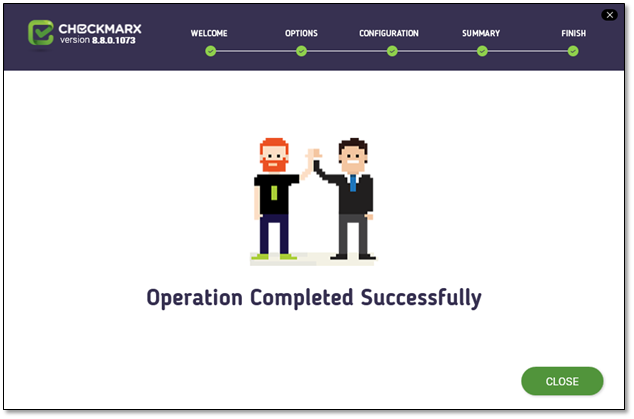 CHECKMARX
version 8.8.0.1073
WELCOME
OPTIONS
CONFIGURATION
SUMMARY
FINISH
Operation Completed Successfully
CLOSE